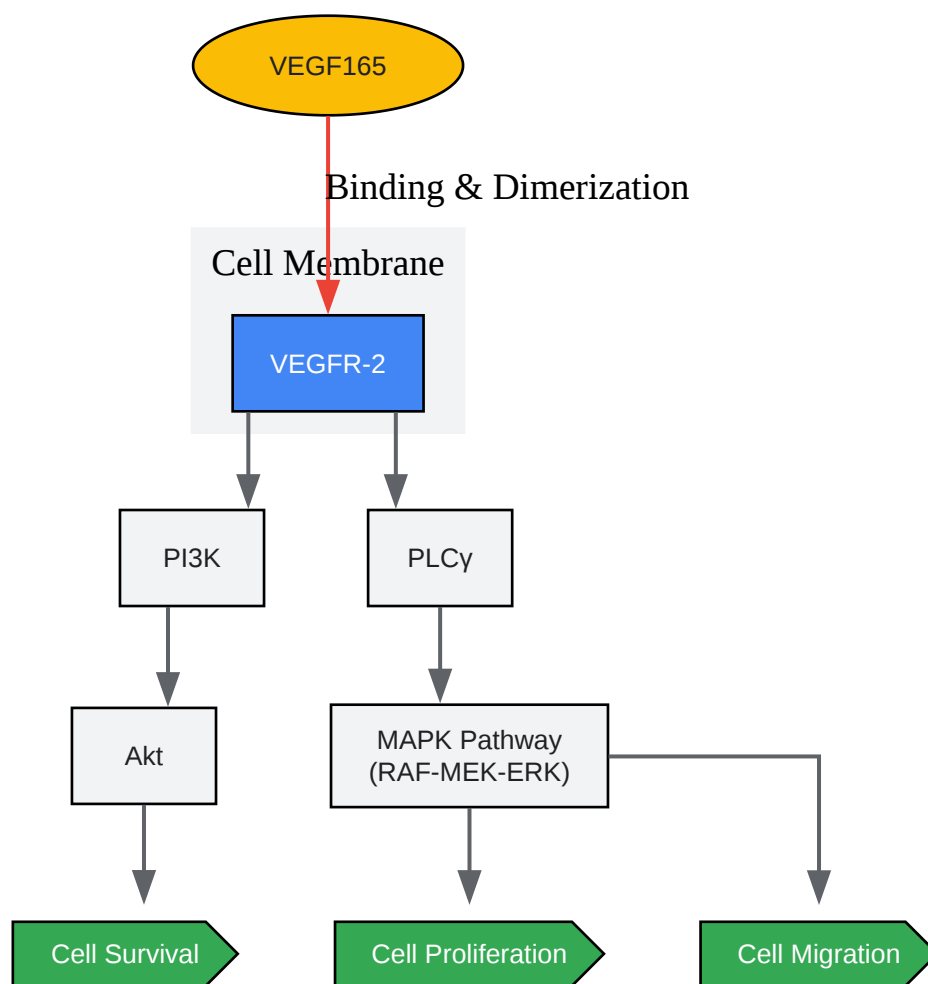 VEGF165
Binding & Dimerization
Cell Membrane
VEGFR-2
PI3K
PLCγ
Akt
MAPK Pathway
(RAF-MEK-ERK)
Cell Survival
Cell Proliferation
Cell Migration